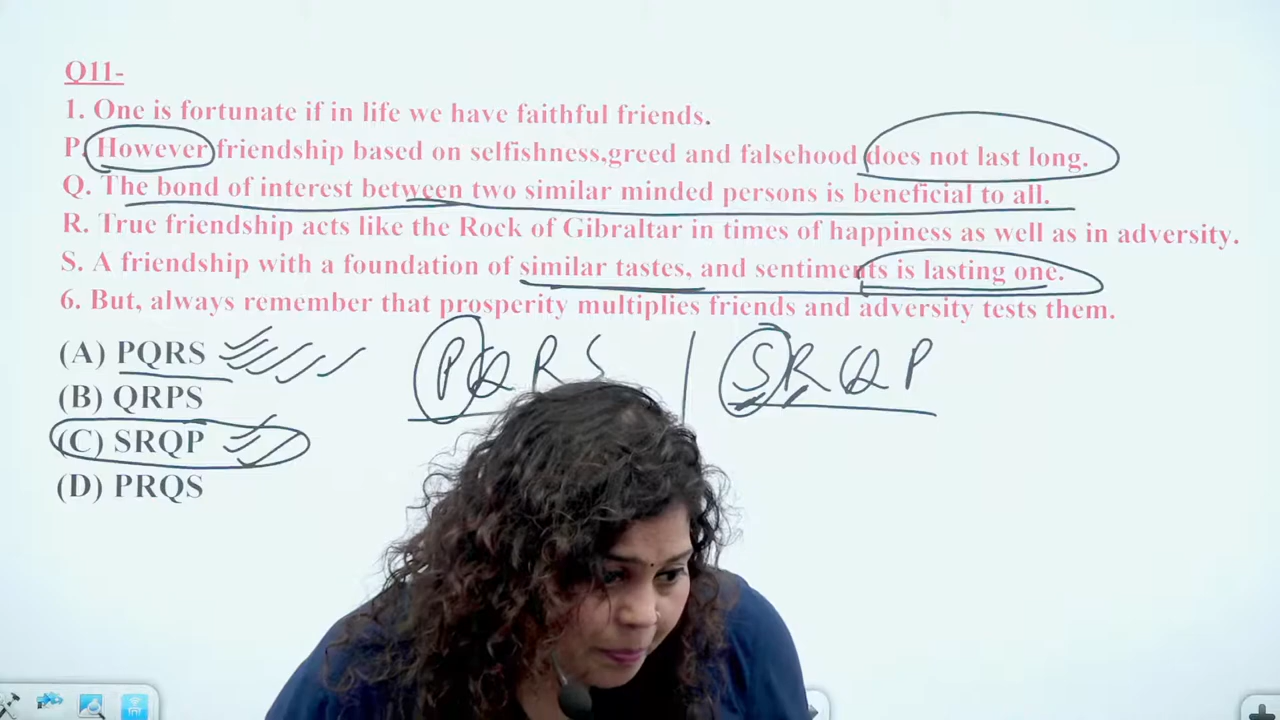 Q11-
1. One is fortunate if in life we have faithful friends.
P. However friendship based on selfishness,greed and falsehood does not last long.
Q. The bond of interest between two similar minded persons is beneficial to all.
R. True friendship acts like the Rock of Gibraltar in times of happiness as well as in adversity.
S. A friendship with a foundation of similar tastes, and sentiments is lasting one.
6. But, always remember that prosperity multiplies friends and adversity tests them.
(A) PQRS
PQRS | SRQP
(B) QRPS
(C) SRQP
(D) PRQS